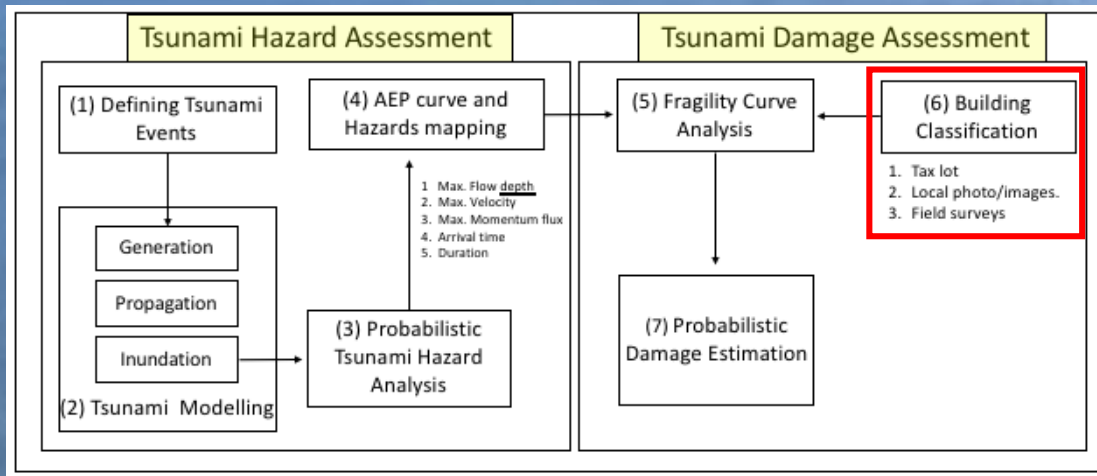 Tsunami Hazard Assessment
(1) Defining Tsunami
Events
Generation
Propagation
Inundation
(2) Tsunami Modelling
(3) Probabilistic
Tsunami Hazard
Analysis
(4) AEP curve and
Hazards mapping
1 Max. Flow depth
2. Max. Velocity
3. Max. Momentum flux
4. Arrival time
5. Duration
Tsunami Damage Assessment
(5) Fragility Curve
Analysis
(6) Building
Classification
1. Tax lot
2. Local photo/images.
3. Field surveys
(7) Probabilistic
Damage Estimation